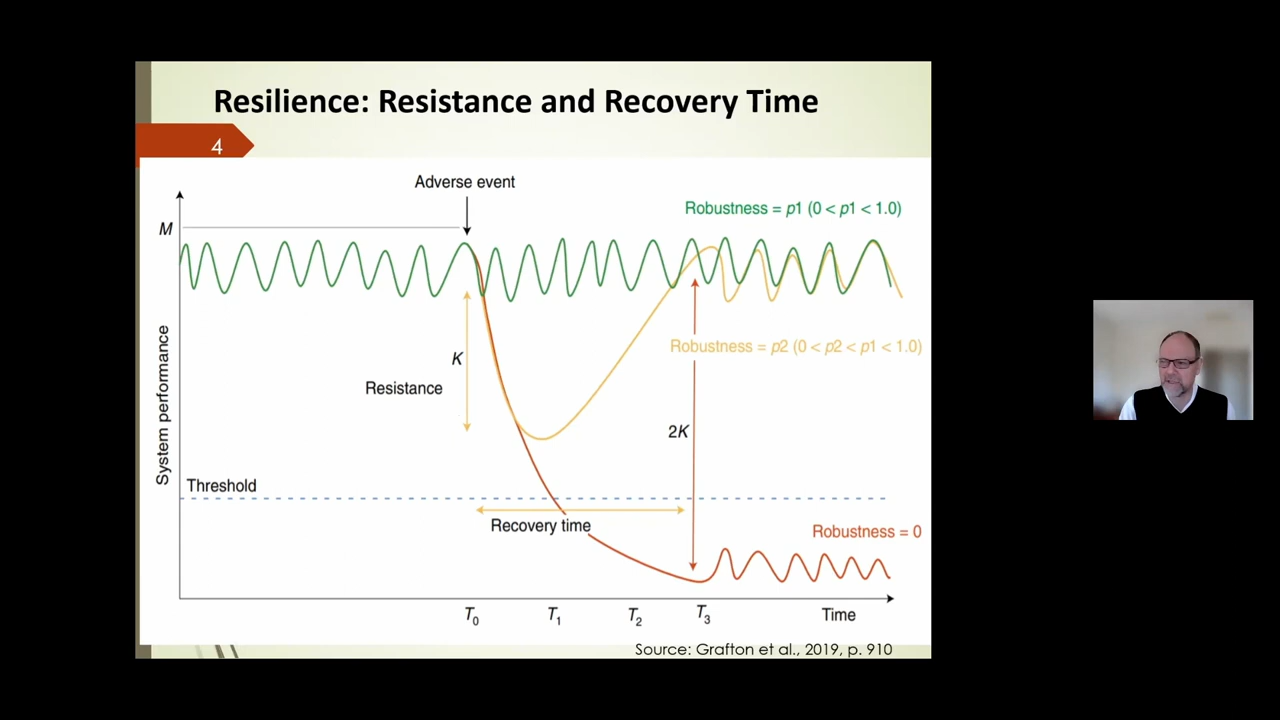 Resilience: Resistance and Recovery Time
4
Adverse event
Robustness = p1 (0 < p1 < 1.0)
M
Robustness = p2 (0 < p2 < p1 < 1.0)
K
Resistance
2K
System performance
Threshold
Recovery time
Robustness = 0
T0 T1 T2 T3 Time
Source: Grafton et al., 2019, p. 910